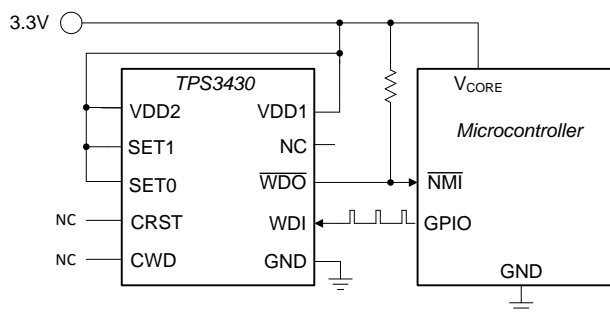 3.3V
TPS3430
VDD2
VDD1
SET1
NC
SET0
WDO
NC
CRST
WDI
NC
CWD
GND
VCORE
Microcontroller
NMI
GPIO
GND